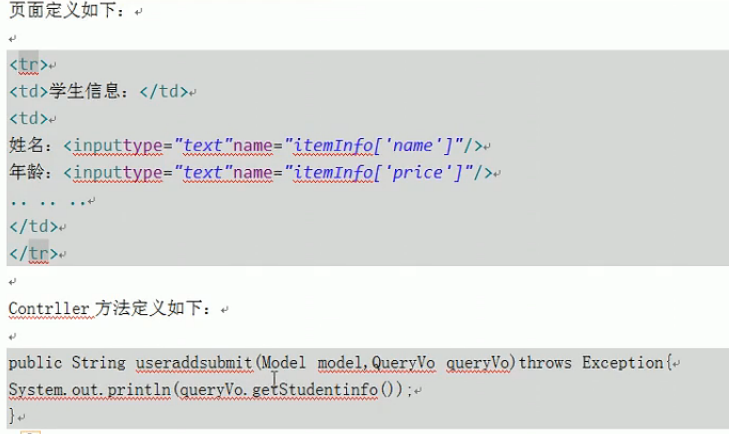 页面定义如下：
<tr>
<td>学生信息：</td>
<td>
姓名：<inputtype="text"name="itemInfo['name']"/>
年龄：<inputtype="text"name="itemInfo['price']"/>
.. .. ..
</td>
</tr>
Contrller 方法定义如下：
public String useraddsubmit(Model model,QueryVo queryVo)throws Exception{
System.out.println(queryVo.getStudentinfo());
}